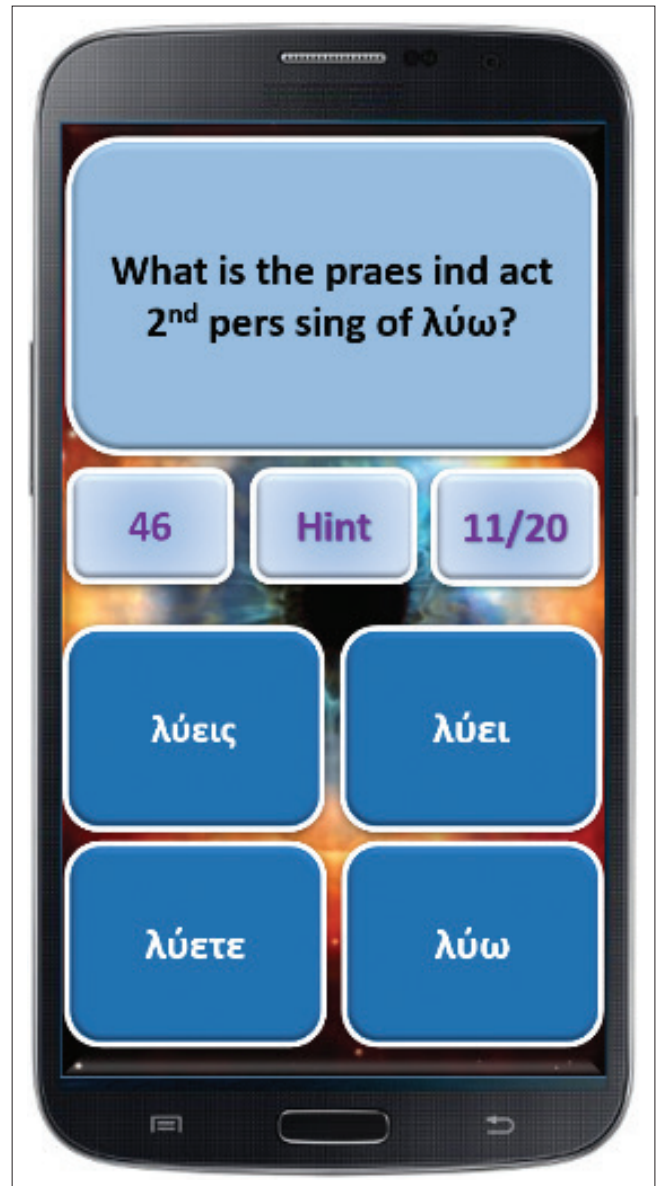 What is the praes ind act
2nd pers sing of λύω?
46 Hint 11/20
λύεις λύει
λύετε λύω